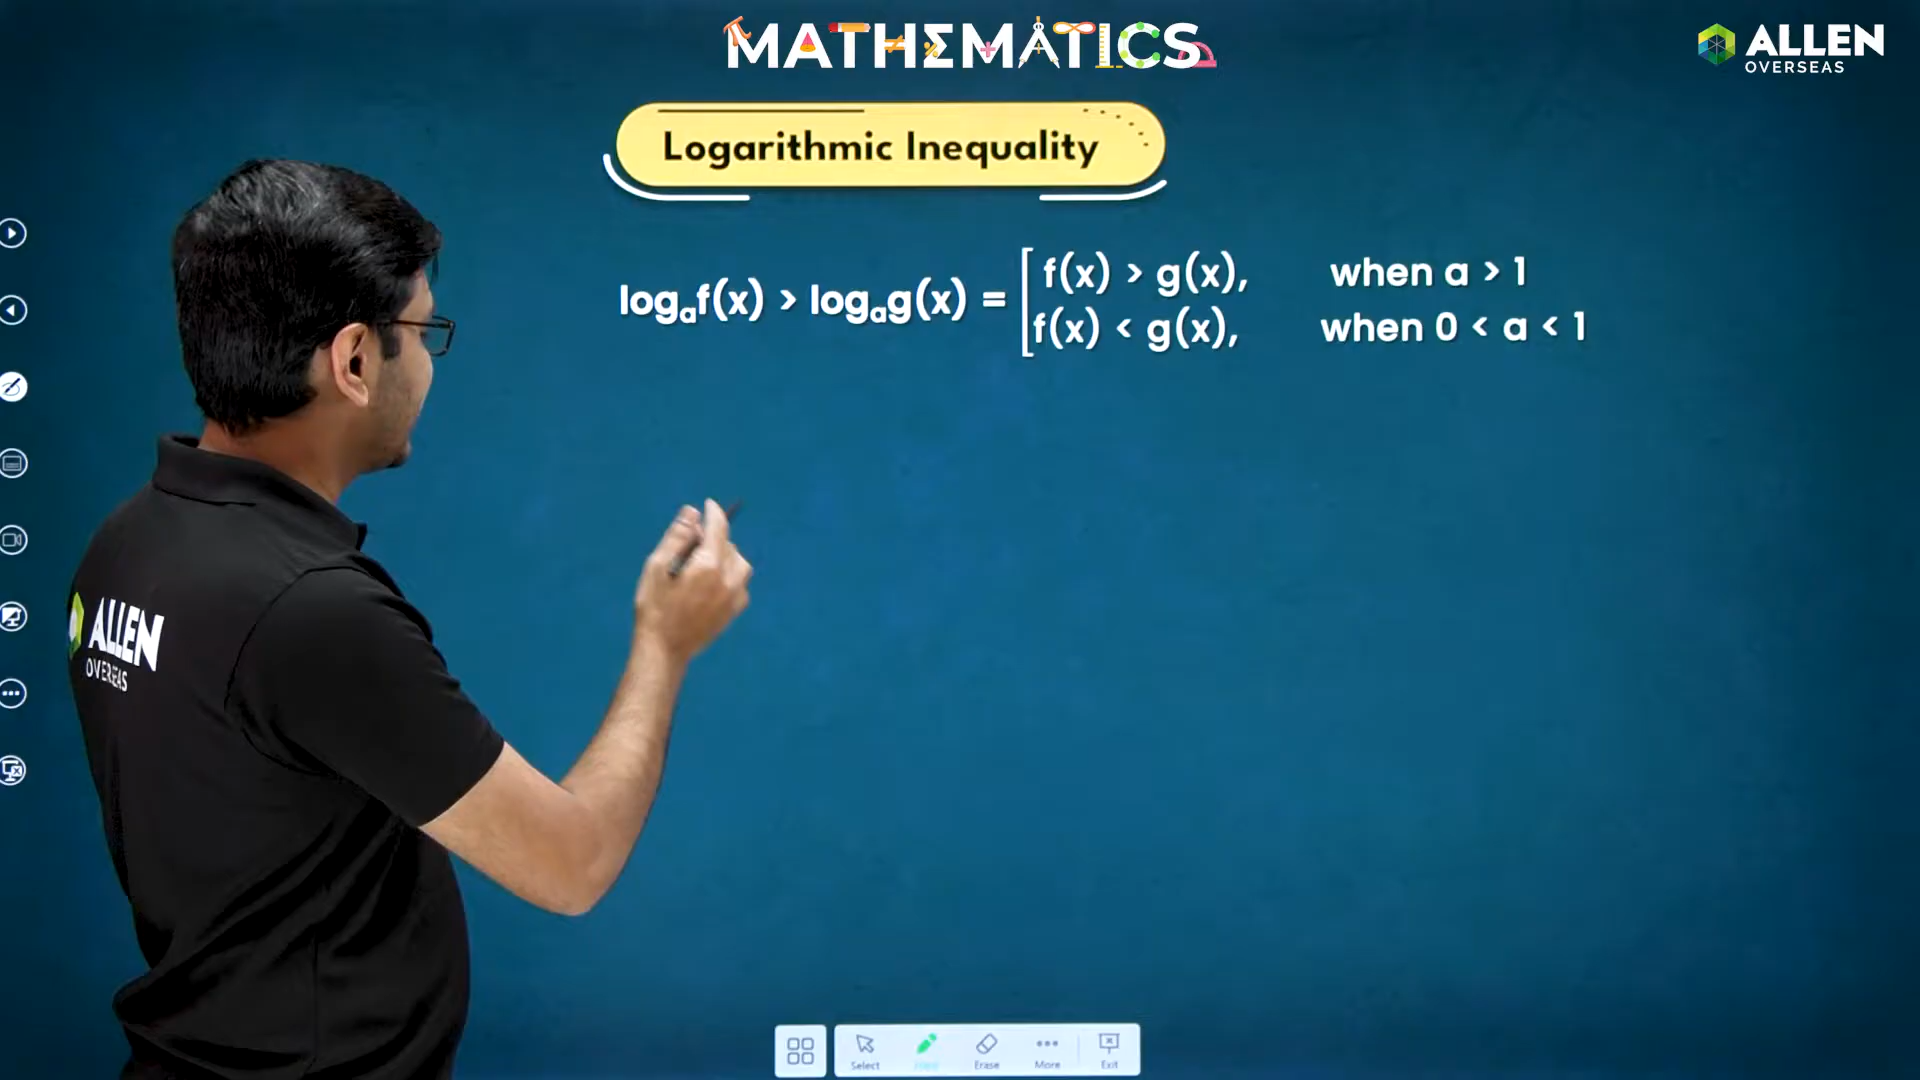 MATHEMATICS
ALLEN
OVERSEAS
Logarithmic Inequality
logₐf(x) > logₐg(x) = [ f(x) > g(x), when a > 1
f(x) < g(x), when 0 < a < 1
ALLEN
OVERSEAS
Select
Erase
More
Exit